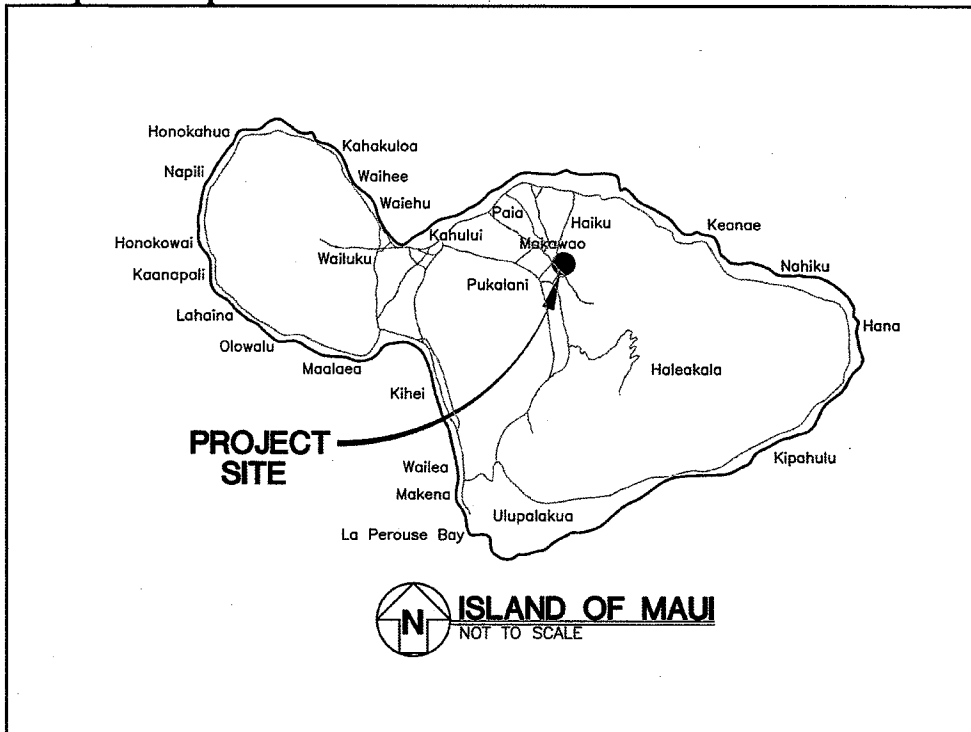 Honokahua
Kahakuloa
Napili
Waihee
Waiehu
Paia
Haiku
Keanae
Honokowai
Wailuku
Kahului
Makawao
Nahiku
Kaanapali
Pukalani
Lahaina
Hana
Olowalu
Maalaea
Haleakala
Kihei
PROJECT
SITE
Wailea
Kipahulu
Makena
Ulupalakua
La Perouse Bay
N
ISLAND OF MAUI
NOT TO SCALE